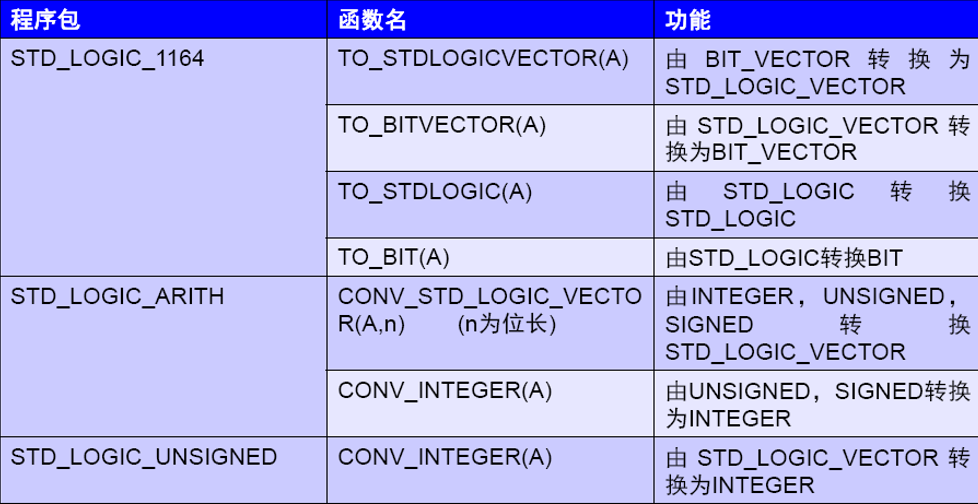 程序包 函数名 功能
STD_LOGIC_1164 TO_STDLOGICVECTOR(A) 由 BIT_VECTOR 转 换 为
STD_LOGIC_VECTOR
TO_BITVECTOR(A) 由 STD_LOGIC_VECTOR 转
换为BIT_VECTOR
TO_STDLOGIC(A) 由 STD_LOGIC 转 换
STD_LOGIC
TO_BIT(A) 由STD_LOGIC转换BIT
STD_LOGIC_ARITH CONV_STD_LOGIC_VECTO 由INTEGER，UNSIGNED，
R(A,n) (n为位长) SIGNED 转 换
STD_LOGIC_VECTOR
CONV_INTEGER(A) 由UNSIGNED，SIGNED转换
为INTEGER
STD_LOGIC_UNSIGNED CONV_INTEGER(A) 由 STD_LOGIC_VECTOR 转
换为INTEGER